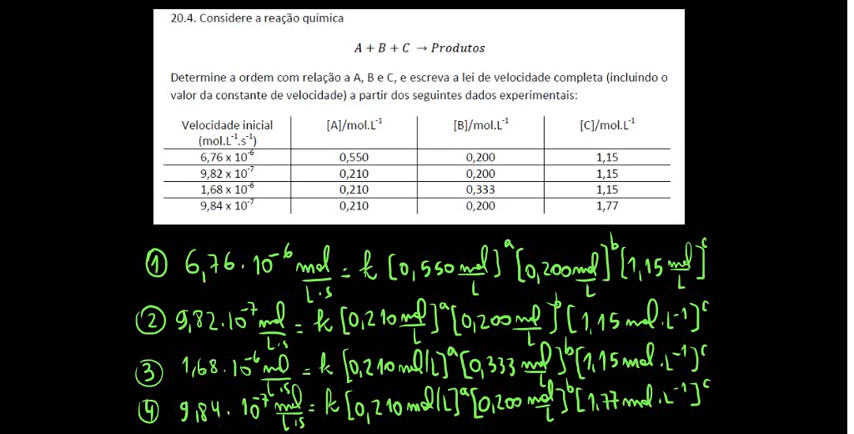 20.4. Considere a reação química
A + B + C → Produtos
Determine a ordem com relação a A, B e C, e escreva a lei de velocidade completa (incluindo o
valor da constante de velocidade) a partir dos seguintes dados experimentais:
Velocidade inicial (mol.L⁻¹.s⁻¹) [A]/mol.L⁻¹ [B]/mol.L⁻¹ [C]/mol.L⁻¹
6,76 x 10⁻⁶ 0,550 0,200 1,15
9,82 x 10⁻⁷ 0,210 0,200 1,15
1,68 x 10⁻⁶ 0,210 0,333 1,15
9,84 x 10⁻⁷ 0,210 0,200 1,77
① 6,76 · 10⁻⁶ mol/L·s = k [0,550 mol/L]ᵃ [0,200 mol/L]ᵇ [1,15 mol/L]ᶜ
② 9,82 · 10⁻⁷ mol/L·s = k [0,210 mol/L]ᵃ [0,200 mol/L]ᵇ [1,15 mol·L⁻¹]ᶜ
③ 1,68 · 10⁻⁶ mol/L·s = k [0,210 mol/L]ᵃ [0,333 mol/L]ᵇ [1,15 mol·L⁻¹]ᶜ
④ 9,84 · 10⁻⁷ mol/L·s = k [0,210 mol/L]ᵃ [0,200 mol/L]ᵇ [1,77 mol·L⁻¹]ᶜ